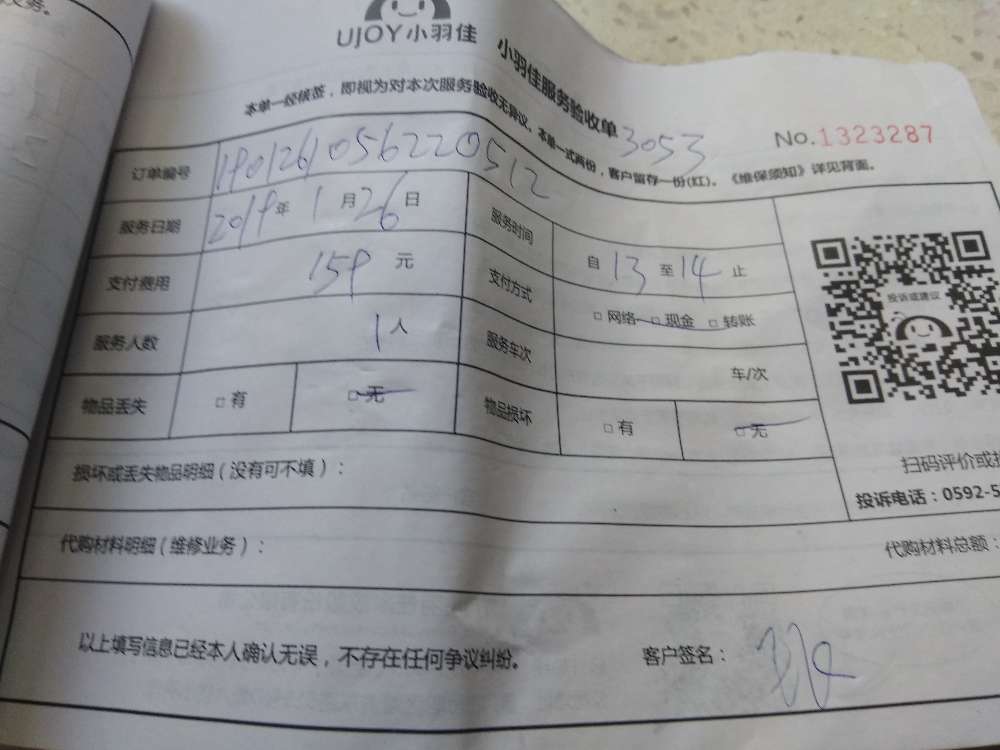 UJOY小羽佳
小羽佳服务验收单 3053
No.1323287
本单一经核签，即视为对本次服务验收无异议。本单一式两份，客户留存一份(红)。《维保须知》详见背面。
订单编号 190126105622 0512
服务日期 2019年1月26日 服务时间 自13至14止
支付费用 159元 支付方式 □网络 □现金 □转账
服务人数 1人 服务车次 车/次
物品丢失 □有 □无 物品损坏 □有 □无
投诉或建议
扫码评价或
投诉电话：0592-5
损坏或丢失物品明细（没有可不填）：
代购材料明细（维修业务）： 代购材料总额：
以上填写信息已经本人确认无误，不存在任何争议纠纷。 客户签名：